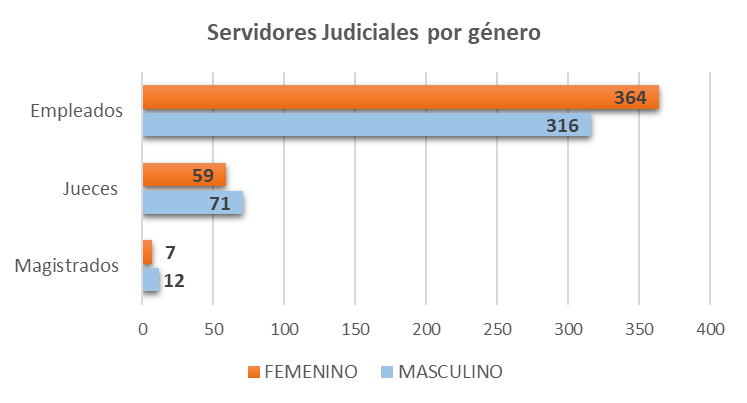 Servidores Judiciales por género
Empleados
364
316
Jueces
59
71
Magistrados
7
12
0 50 100 150 200 250 300 350 400
FEMENINO MASCULINO